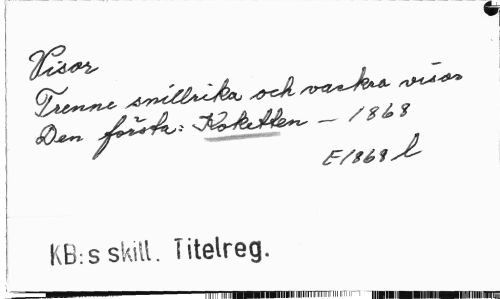 Visor
Trenne snillrika och vackra visor
Den första: Koketten – 1868
E1868 l
KB:s skill. Titelreg.